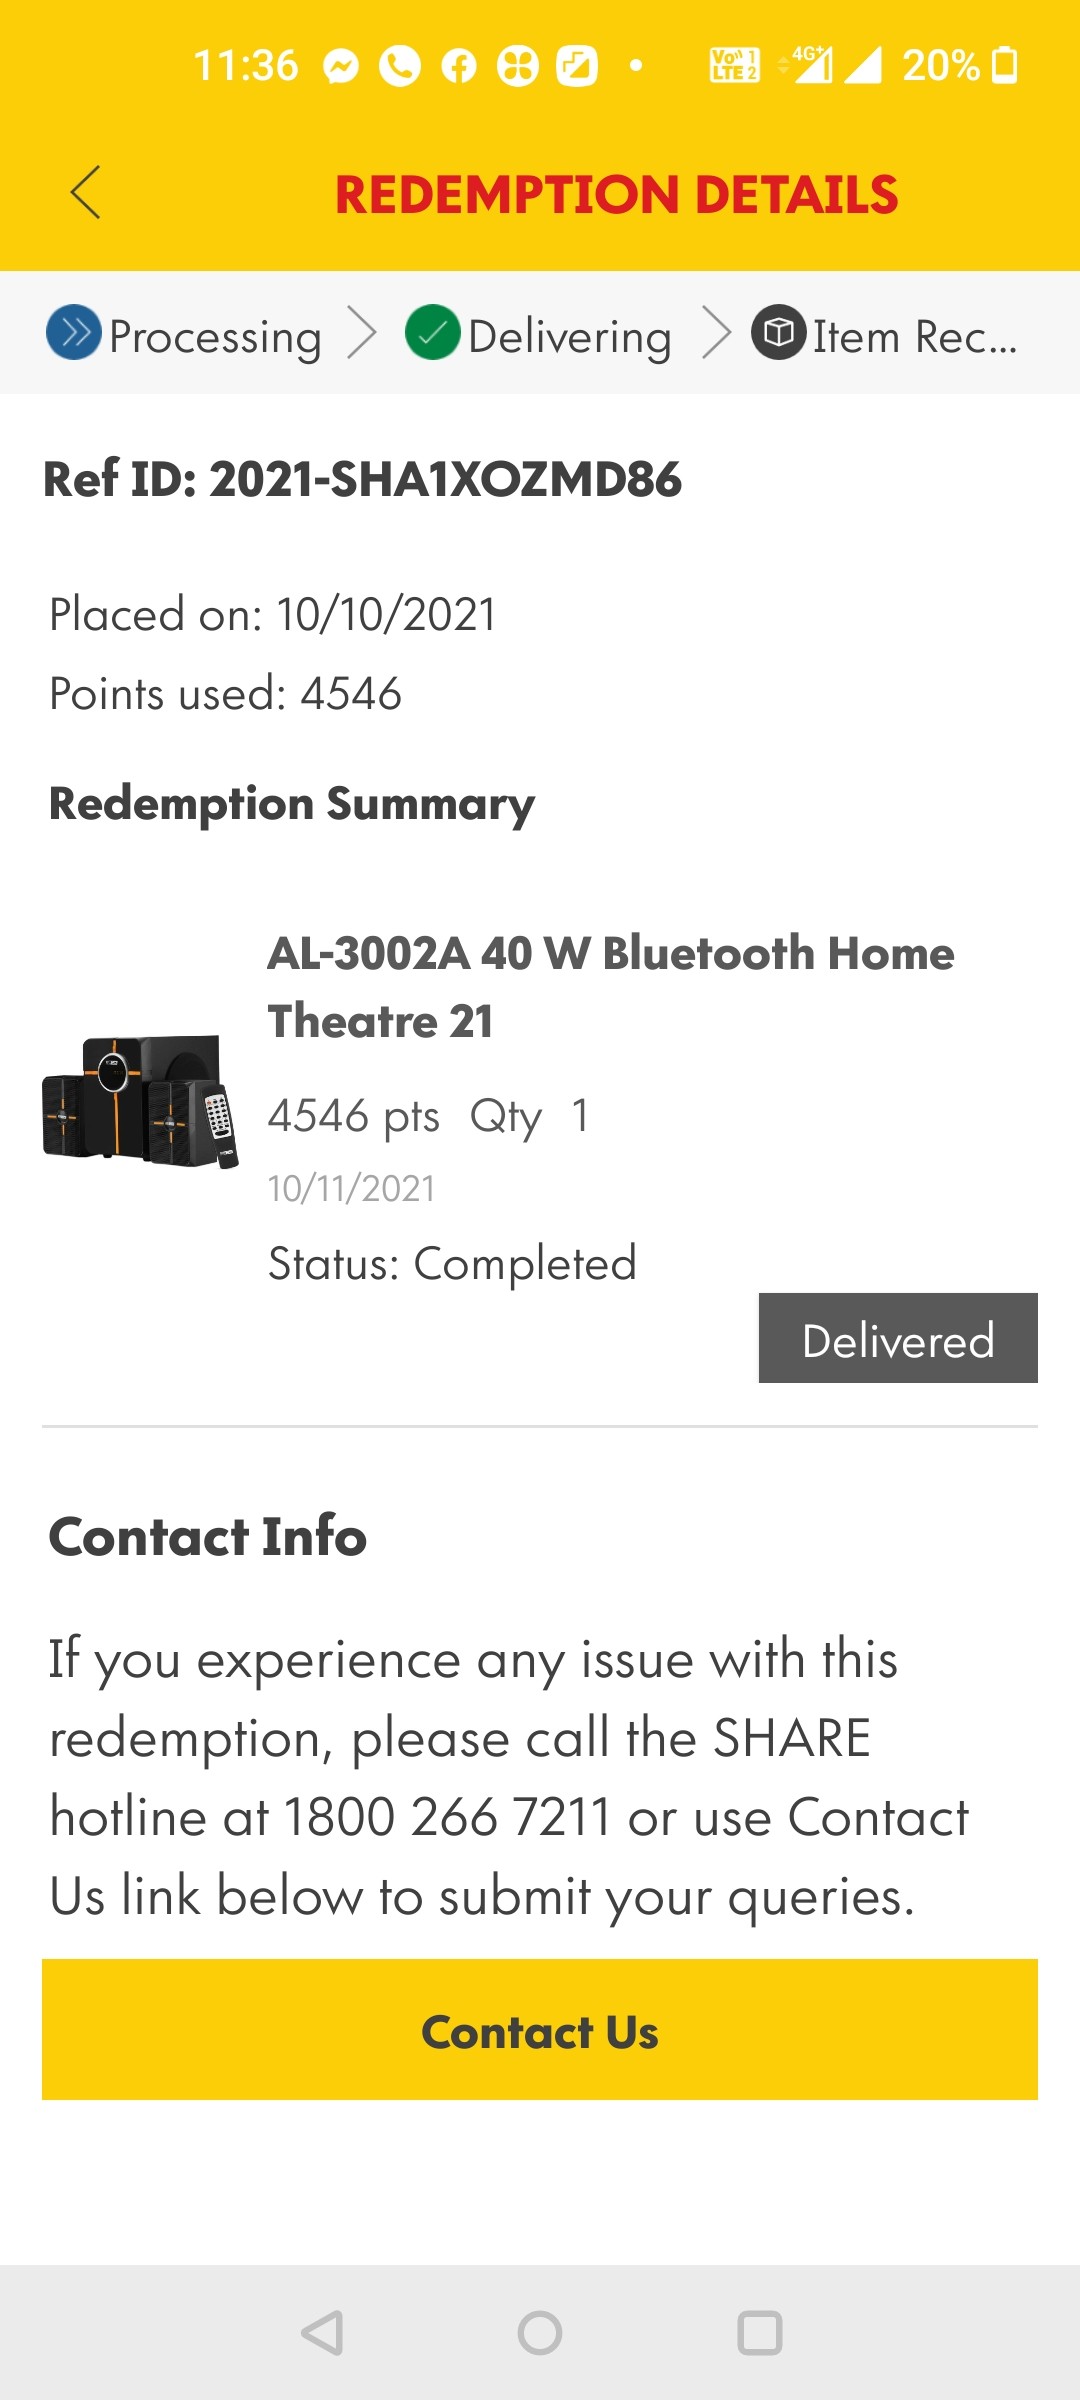 11:36 VoLTE 1 2 4G+ 20%
REDEMPTION DETAILS
Processing Delivering Item Rec...
Ref ID: 2021-SHA1XOZMD86
Placed on: 10/10/2021
Points used: 4546
Redemption Summary
AL-3002A 40 W Bluetooth Home
Theatre 21
4546 pts Qty 1
10/11/2021
Status: Completed
Delivered
Contact Info
If you experience any issue with this
redemption, please call the SHARE
hotline at 1800 266 7211 or use Contact
Us link below to submit your queries.
Contact Us